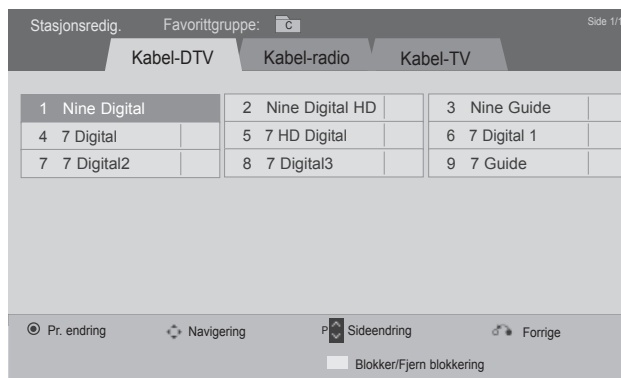 Stasjonsredig. Favorittgruppe: C Side 1/1
Kabel-DTV Kabel-radio Kabel-TV
1 Nine Digital 2 Nine Digital HD 3 Nine Guide
4 7 Digital 5 7 HD Digital 6 7 Digital 1
7 7 Digital2 8 7 Digital3 9 7 Guide
Pr. endring Navigering P Sideendring Forrige
Blokker/Fjern blokkering